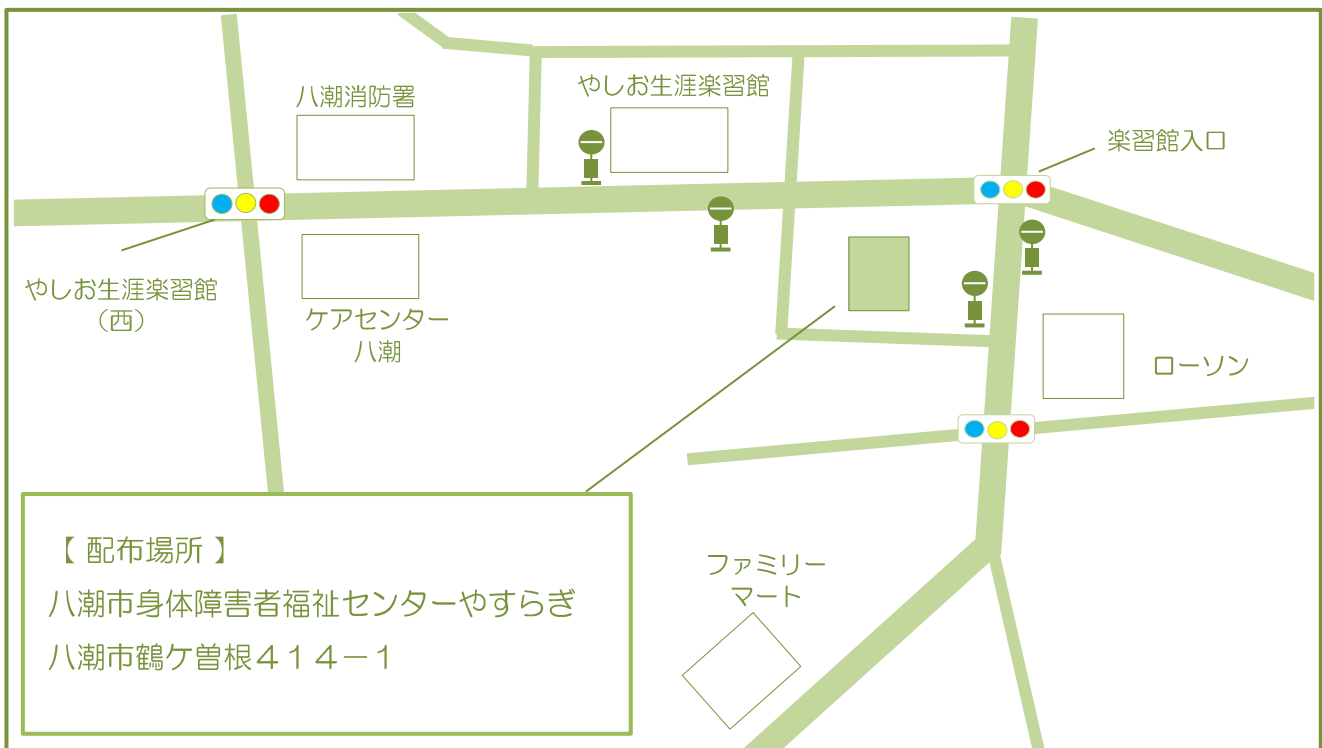 やしお生涯楽習館
八潮消防署
楽習館入口
やしお生涯楽習館
（西）
ケアセンター
八潮
ローソン
【 配布場所 】
八潮市身体障害者福祉センターやすらぎ
八潮市鶴ケ曽根４１４－１
ファミリー
マート